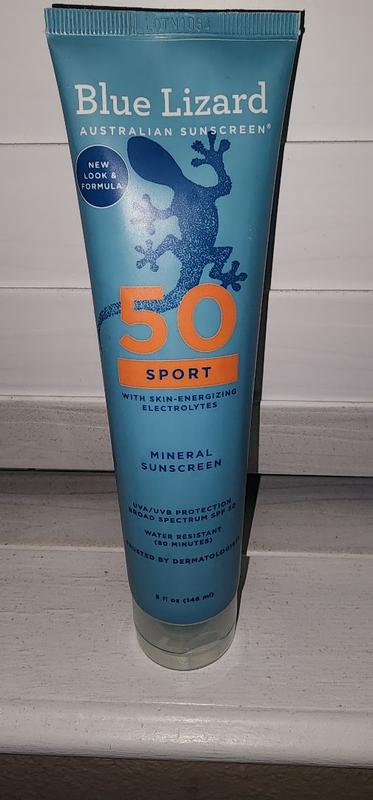 Blue Lizard
AUSTRALIAN SUNSCREEN®
NEW
LOOK &
FORMULA
50
SPORT
WITH SKIN-ENERGIZING
ELECTROLYTES
MINERAL
SUNSCREEN
UVA/UVB PROTECTION
BROAD SPECTRUM SPF 50
WATER RESISTANT
(80 MINUTES)
TRUSTED BY DERMATOLOGISTS
5 fl oz (148 ml)